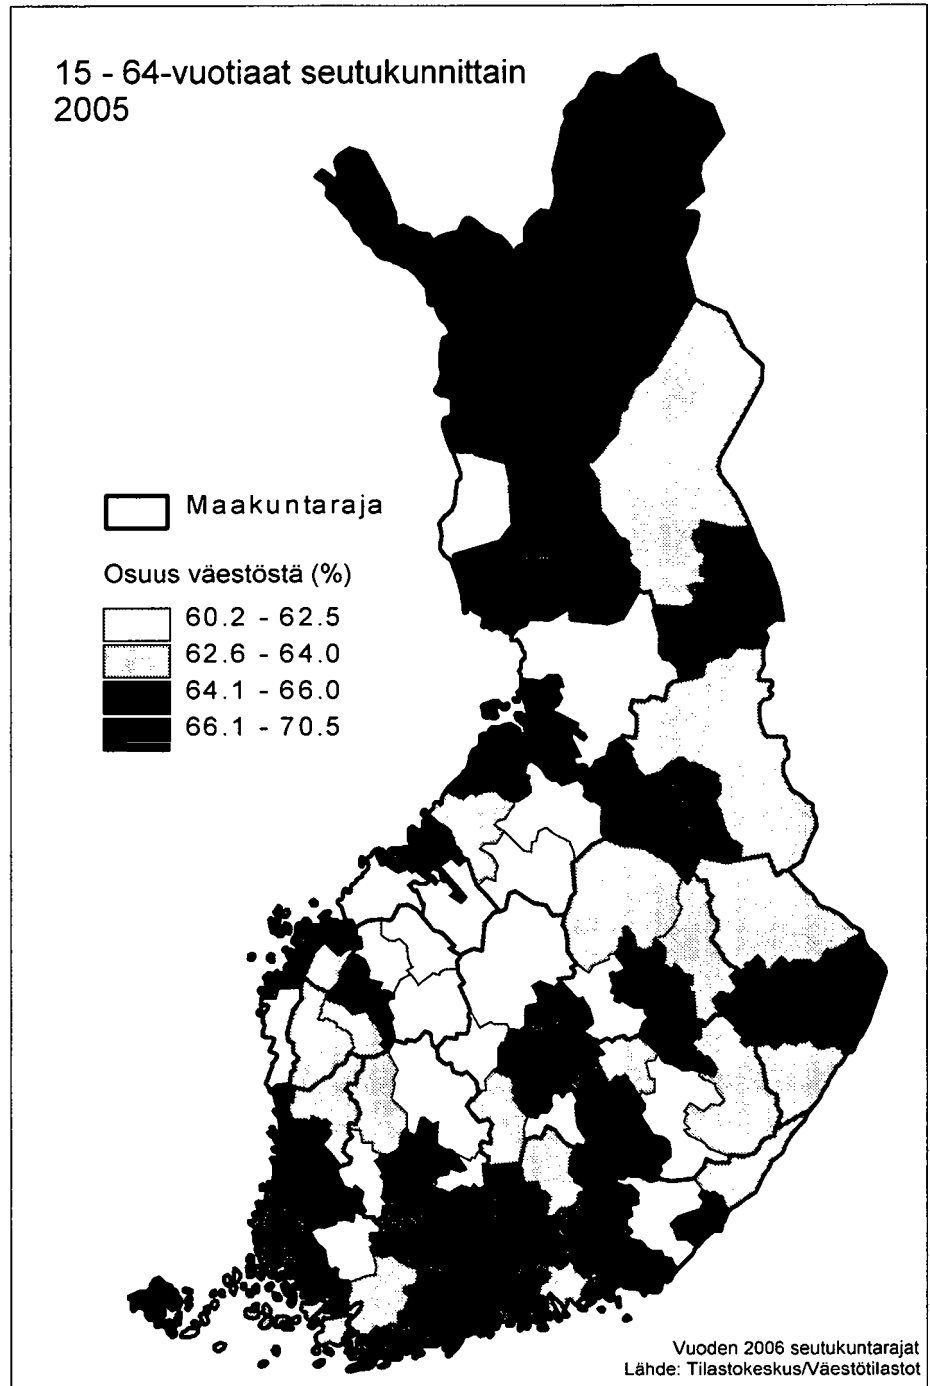 15 - 64-vuotiaat seutukunnittain
2005
Maakuntaraja
Osuus väestöstä (%)
60.2 - 62.5
62.6 - 64.0
64.1 - 66.0
66.1 - 70.5
Vuoden 2006 seutukuntarajat
Lähde: Tilastokeskus/Väestötilastot